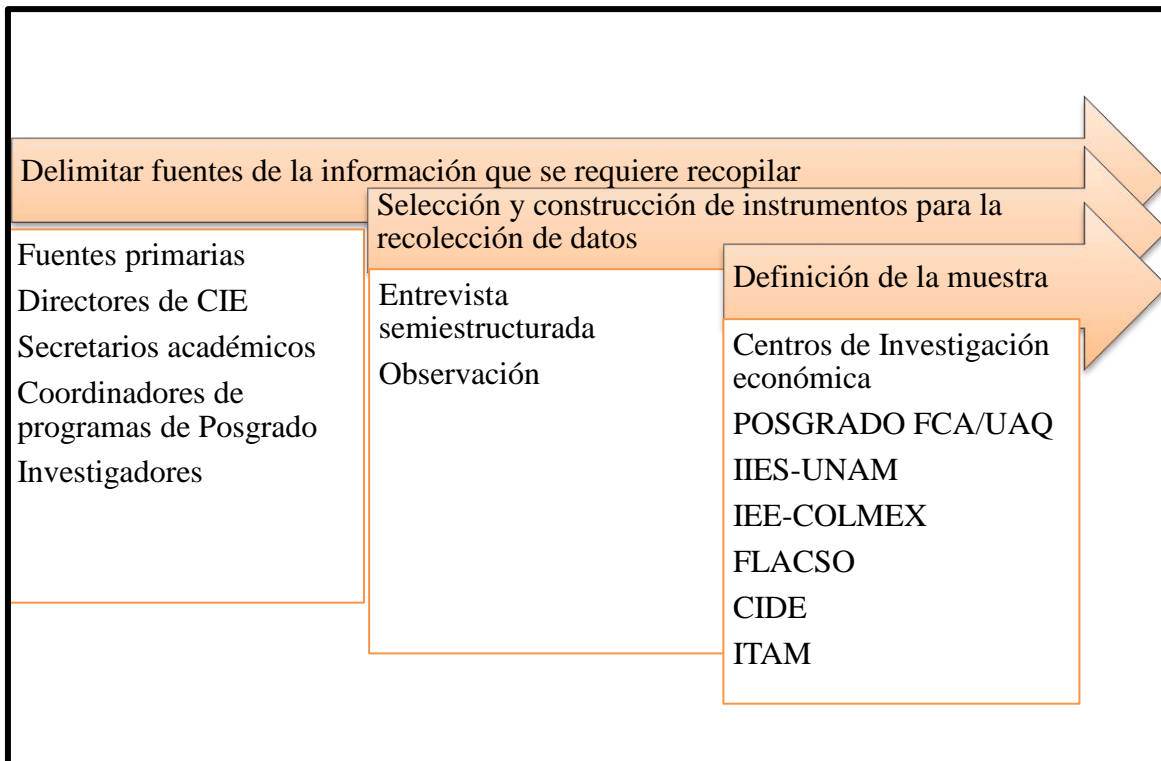 Delimitar fuentes de la información que se requiere recopilar
Fuentes primarias
Directores de CIE
Secretarios académicos
Coordinadores de
programas de Posgrado
Investigadores
Selección y construcción de instrumentos para la
recolección de datos
Entrevista
semiestructurada
Observación
Definición de la muestra
Centros de Investigación
económica
POSGRADO FCA/UAQ
IIES-UNAM
IEE-COLMEX
FLACSO
CIDE
ITAM